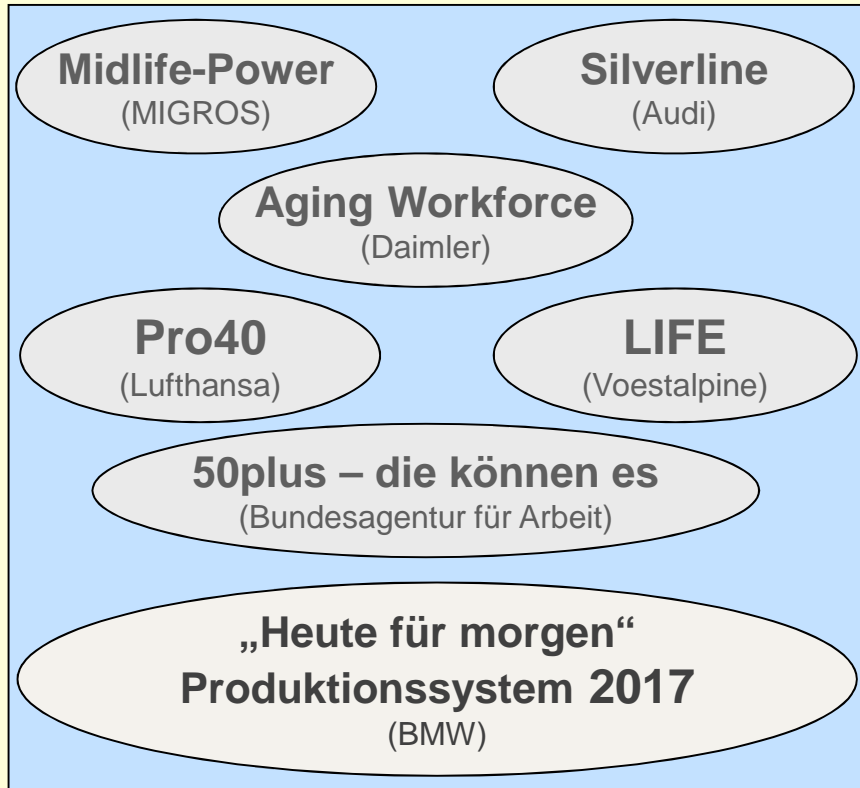 Midlife-Power
(MIGROS)
Silverline
(Audi)
Aging Workforce
(Daimler)
Pro40
(Lufthansa)
LIFE
(Voestalpine)
50plus – die können es
(Bundesagentur für Arbeit)
„Heute für morgen“
Produktionssystem 2017
(BMW)